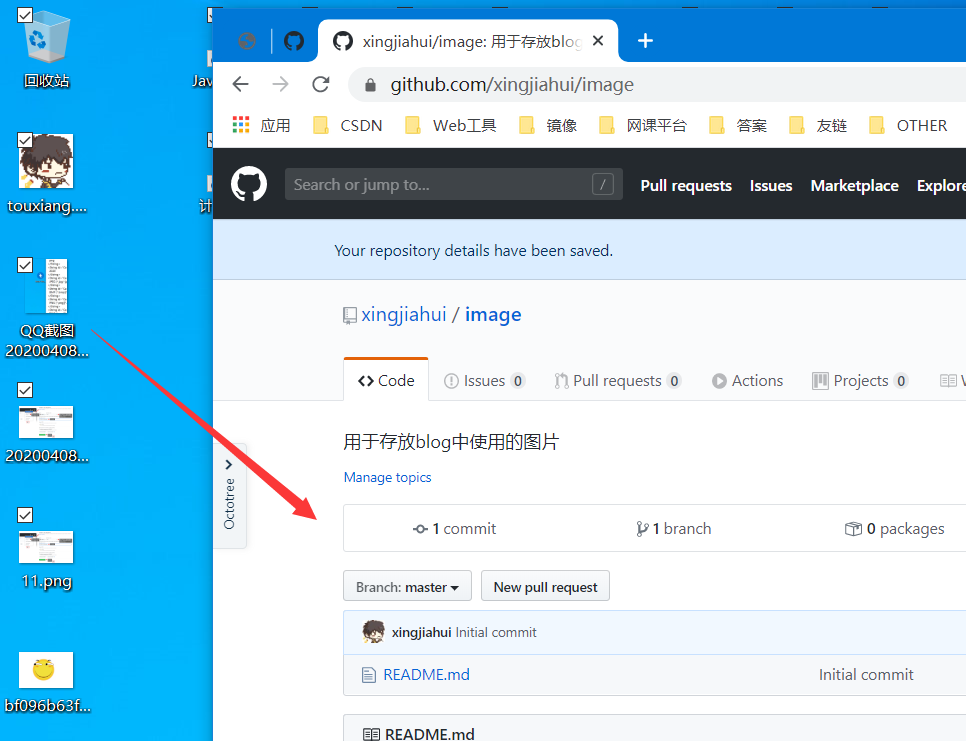 回收站
Jav
touxiang....
计
QQ截图
20200408...
20200408...
11.png
bf096b63f...
xingjiahui/image: 用于存放blog
github.com/xingjiahui/image
应用 CSDN Web工具 镜像 网课平台 答案 友链 OTHER
Search or jump to... / Pull requests Issues Marketplace Explore
Your repository details have been saved.
xingjiahui / image
Code Issues 0 Pull requests 0 Actions Projects 0
用于存放blog中使用的图片
Manage topics
Octotree
1 commit 1 branch 0 packages
Branch: master New pull request
xingjiahui Initial commit
README.md Initial commit
README.md